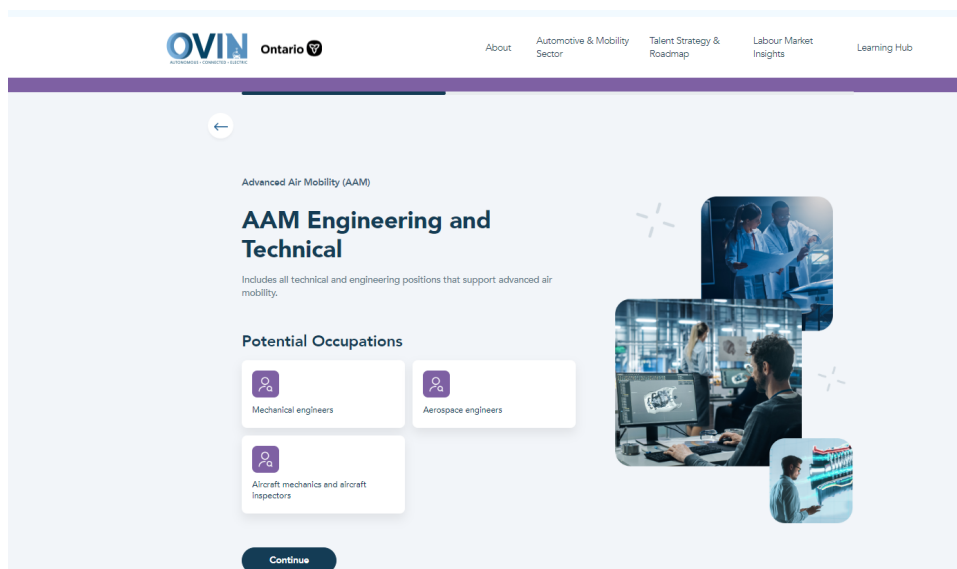 OVIN
AUTONOMOUS • CONNECTED • ELECTRIC
Ontario
About
Automotive & Mobility
Sector
Talent Strategy &
Roadmap
Labour Market
Insights
Learning Hub
Advanced Air Mobility (AAM)
AAM Engineering and
Technical
Includes all technical and engineering positions that support advanced air
mobility.
Potential Occupations
Mechanical engineers
Aerospace engineers
Aircraft mechanics and aircraft
inspectors
Continue